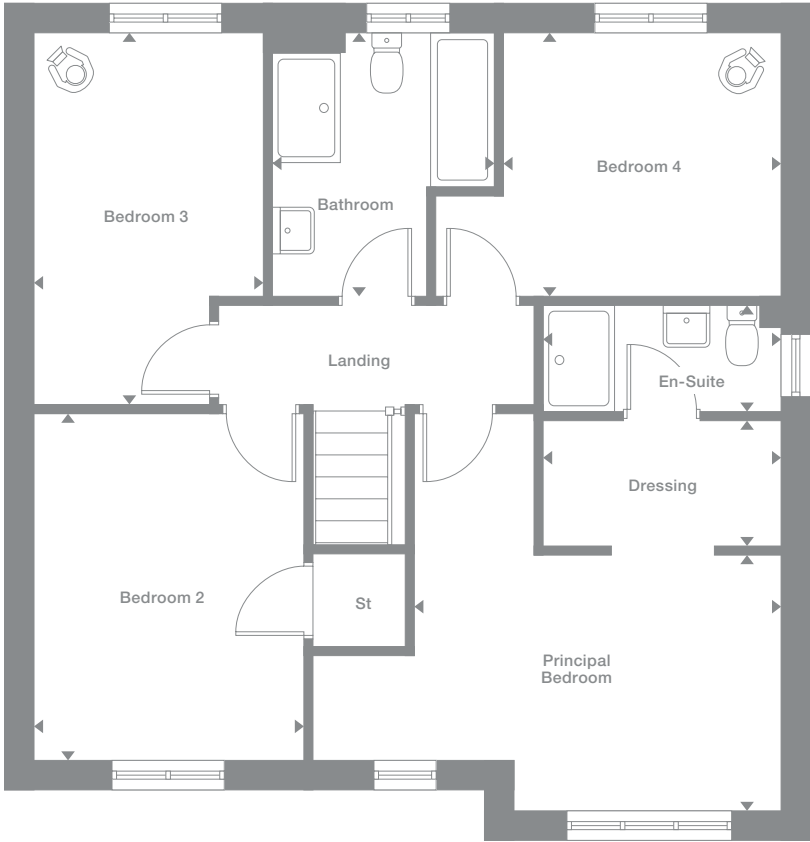 Bedroom 3
Bathroom
Bedroom 4
Landing
En-Suite
Dressing
Bedroom 2
St
Principal
Bedroom